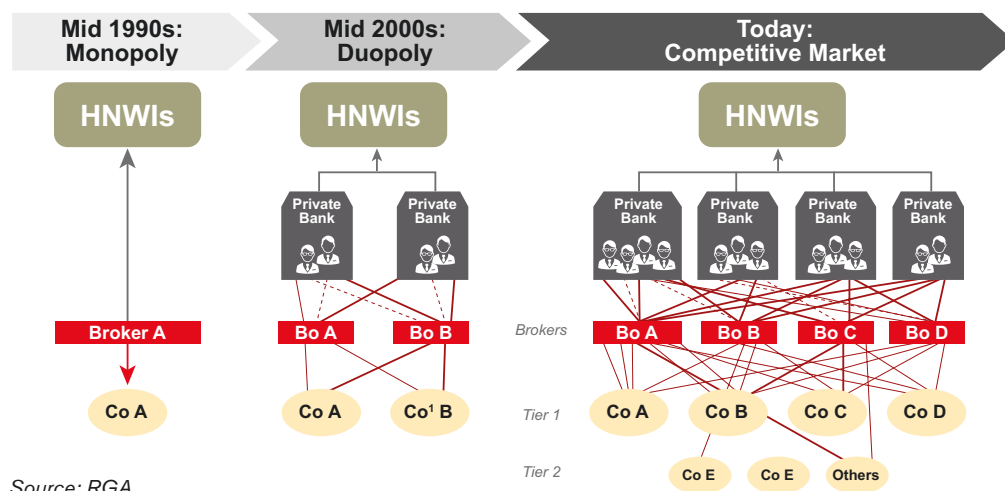 Mid 1990s:
Monopoly
Mid 2000s:
Duopoly
Today:
Competitive Market
HNWIs
HNWIs
HNWIs
Private
Bank
Private
Bank
Private
Bank
Private
Bank
Private
Bank
Private
Bank
Broker A
Bo A
Bo B
Brokers
Bo A
Bo B
Bo C
Bo D
Co A
Co A
Co¹ B
Tier 1
Co A
Co B
Co C
Co D
Tier 2
Co E
Co E
Others
Source: RGA